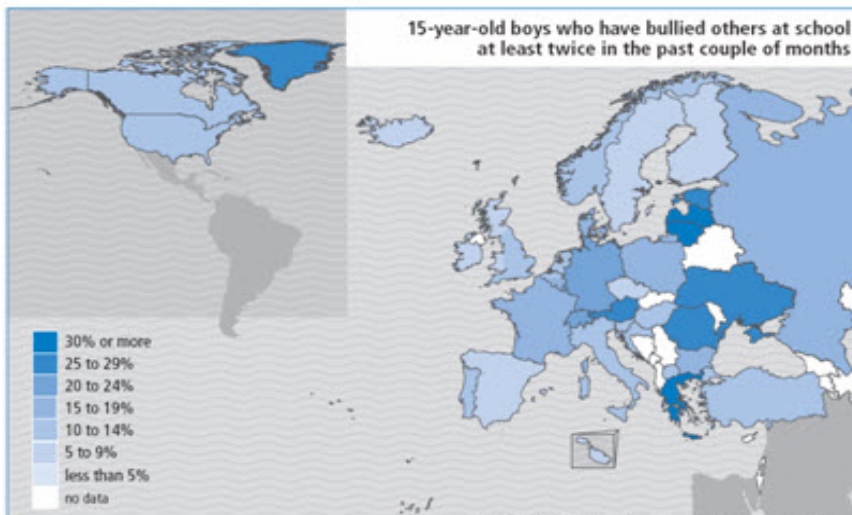 15-year-old boys who have bullied others at school
at least twice in the past couple of months
30% or more
25 to 29%
20 to 24%
15 to 19%
10 to 14%
5 to 9%
less than 5%
no data